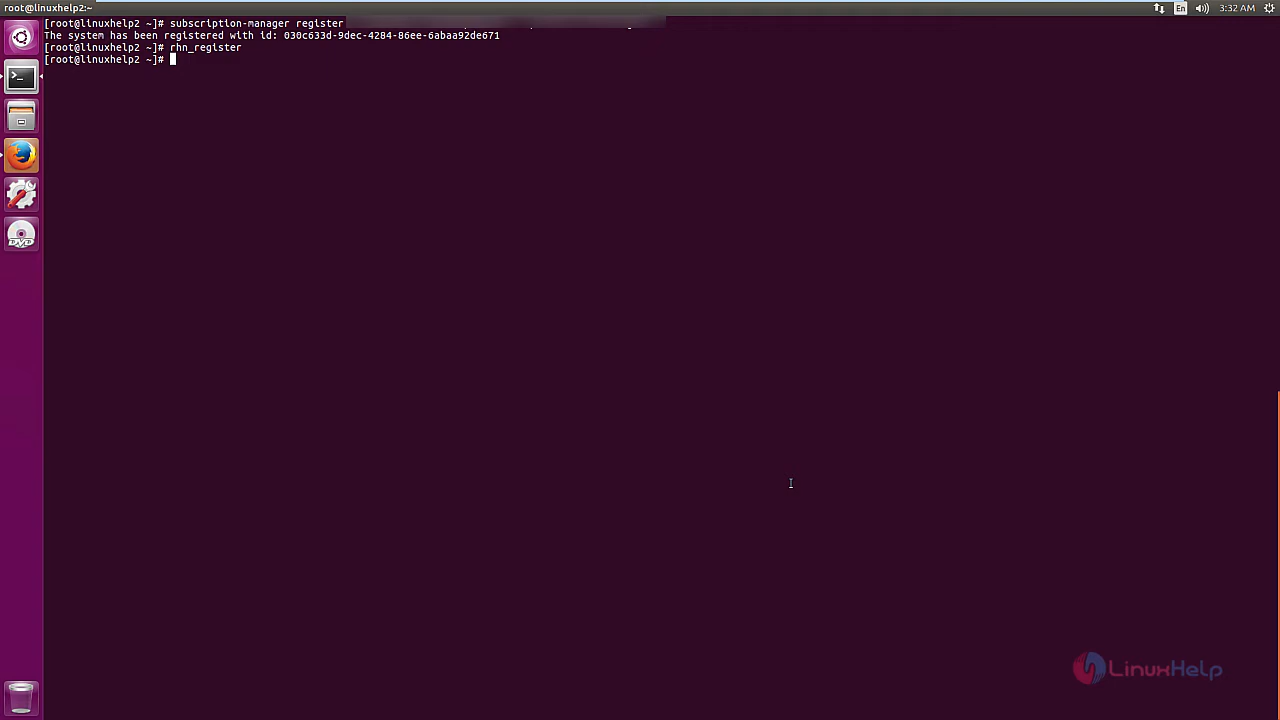 root@linuxhelp2:~
En
3:32 AM
[root@linuxhelp2 ~]# subscription-manager register
The system has been registered with id: 030c633d-9dec-4284-86ee-6abaa92de671
[root@linuxhelp2 ~]# rhn_register
[root@linuxhelp2 ~]#
DVD
LinuxHelp